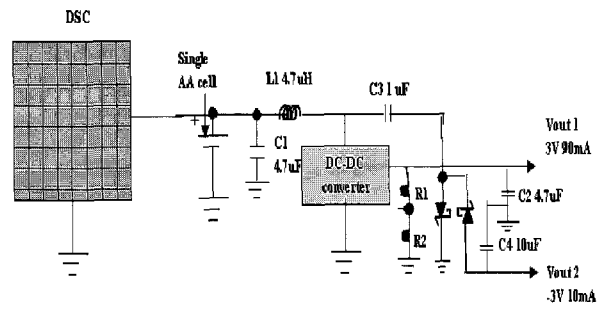 DSC
Single
AA cell
L1 4.7uH
C3 1 uF
+
C1
4.7uF
DC-DC
converter
R1
R2
Vout 1
3V 90mA
C2 4.7uF
C4 10uF
Vout 2
-3V 10mA